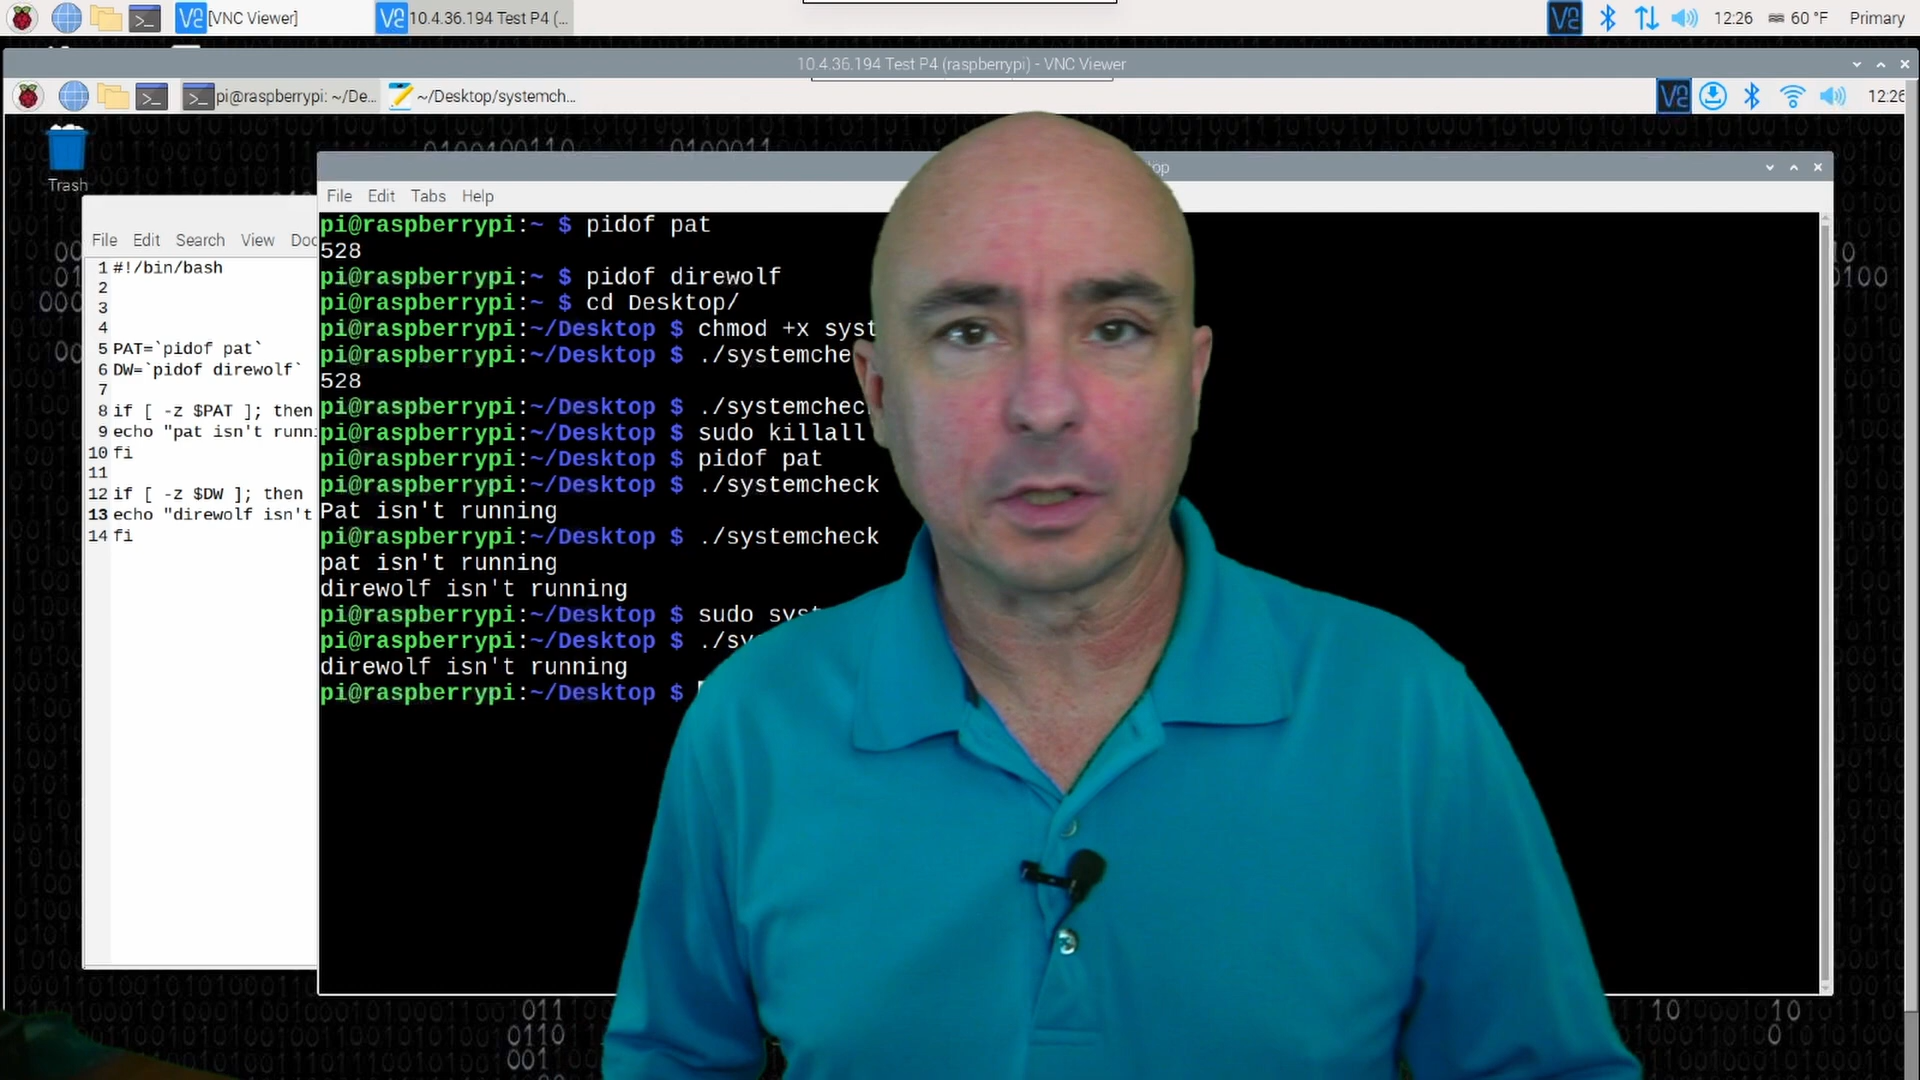 [VNC Viewer]
10.4.36.194 Test P4 (...
12:26
60 °F
Primary
10.4.36.194 Test P4 (raspberrypi) - VNC Viewer
pi@raspberrypi: ~/De...
~/Desktop/systemch...
12:26
Trash
File Edit Search View Doc
1 #!/bin/bash
2
3
4
5 PAT=`pidof pat`
6 DW=`pidof direwolf`
7
8 if [ -z $PAT ]; then
9 echo "pat isn't runni
10 fi
11
12 if [ -z $DW ]; then
13 echo "direwolf isn't
14 fi
File Edit Tabs Help
pi@raspberrypi:~ $ pidof pat
528
pi@raspberrypi:~ $ pidof direwolf
pi@raspberrypi:~ $ cd Desktop/
pi@raspberrypi:~/Desktop $ chmod +x syst
pi@raspberrypi:~/Desktop $ ./systemche
528
pi@raspberrypi:~/Desktop $ ./systemchec
pi@raspberrypi:~/Desktop $ sudo killall
pi@raspberrypi:~/Desktop $ pidof pat
pi@raspberrypi:~/Desktop $ ./systemcheck
Pat isn't running
pi@raspberrypi:~/Desktop $ ./systemcheck
pat isn't running
direwolf isn't running
pi@raspberrypi:~/Desktop $ sudo syst
pi@raspberrypi:~/Desktop $ ./sy
direwolf isn't running
pi@raspberrypi:~/Desktop $